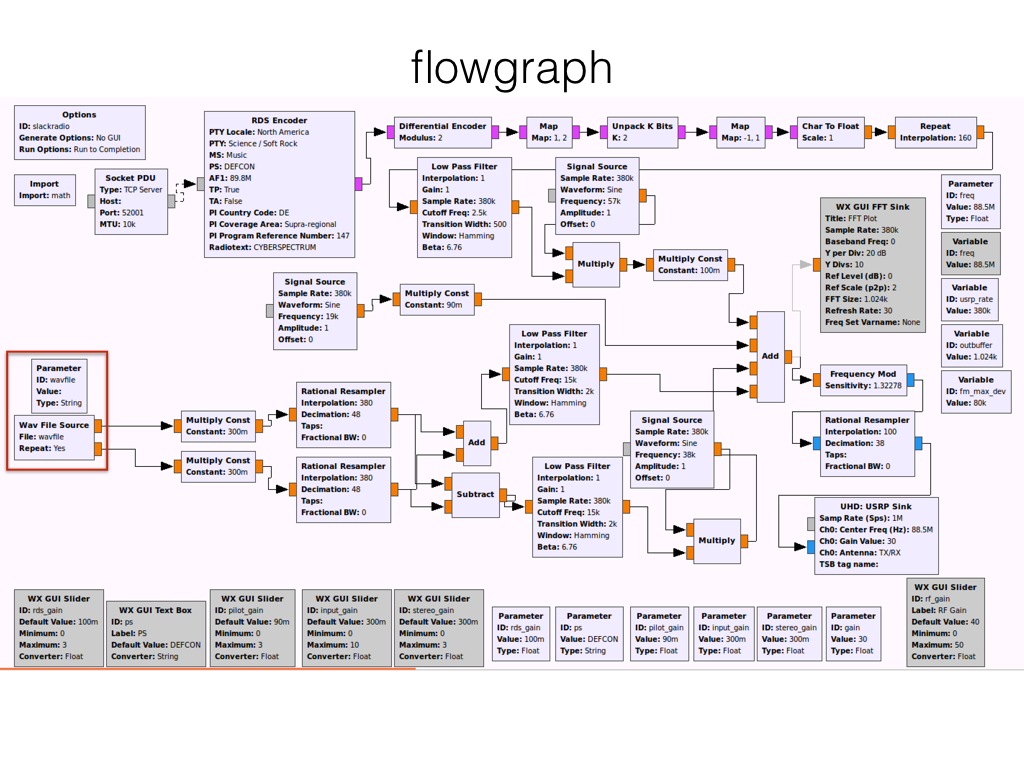 flowgraph
Options
ID: slackradio
Generate Options: No GUI
Run Options: Run to Completion
Import
Import: math
Socket PDU
Type: TCP Server
Host:
Port: 52001
MTU: 10k
RDS Encoder
PTY Locale: North America
PTY: Science / Soft Rock
MS: Music
PS: DEFCON
AF1: 89.8M
TP: True
TA: False
PI Country Code: DE
PI Coverage Area: Supra-regional
PI Program Reference Number: 147
Radiotext: CYBERSPECTRUM
Differential Encoder
Modulus: 2
Map
Map: 1, 2
Unpack K Bits
K: 2
Map
Map: -1, 1
Char To Float
Scale: 1
Repeat
Interpolation: 160
Low Pass Filter
Interpolation: 1
Gain: 1
Sample Rate: 380k
Cutoff Freq: 2.5k
Transition Width: 500
Window: Hamming
Beta: 6.76
Signal Source
Sample Rate: 380k
Waveform: Sine
Frequency: 57k
Amplitude: 1
Offset: 0
Multiply
Multiply Const
Constant: 100m
WX GUI FFT Sink
Title: FFT Plot
Sample Rate: 380k
Baseband Freq: 0
Y per Div: 20 dB
Y Divs: 10
Ref Level (dB): 0
Ref Scale (p2p): 2
FFT Size: 1.024k
Refresh Rate: 30
Freq Set Varname: None
Parameter
ID: freq
Value: 88.5M
Type: Float
Variable
ID: freq
Value: 88.5M
Variable
ID: usrp_rate
Value: 380k
Variable
ID: outbuffer
Value: 1.024k
Variable
ID: fm_max_dev
Value: 80k
Signal Source
Sample Rate: 380k
Waveform: Sine
Frequency: 19k
Amplitude: 1
Offset: 0
Multiply Const
Constant: 90m
Low Pass Filter
Interpolation: 1
Gain: 1
Sample Rate: 380k
Cutoff Freq: 15k
Transition Width: 2k
Window: Hamming
Beta: 6.76
Add
Frequency Mod
Sensitivity: 1.32278
Parameter
ID: wavfile
Value:
Type: String
Wav File Source
File: wavfile
Repeat: Yes
Multiply Const
Constant: 300m
Multiply Const
Constant: 300m
Rational Resampler
Interpolation: 380
Decimation: 48
Taps:
Fractional BW: 0
Rational Resampler
Interpolation: 380
Decimation: 48
Taps:
Fractional BW: 0
Add
Subtract
Low Pass Filter
Interpolation: 1
Gain: 1
Sample Rate: 380k
Cutoff Freq: 15k
Transition Width: 2k
Window: Hamming
Beta: 6.76
Signal Source
Sample Rate: 380k
Waveform: Sine
Frequency: 38k
Amplitude: 1
Offset: 0
Multiply
Rational Resampler
Interpolation: 100
Decimation: 38
Taps:
Fractional BW: 0
UHD: USRP Sink
Samp Rate (Sps): 1M
Ch0: Center Freq (Hz): 88.5M
Ch0: Gain Value: 30
Ch0: Antenna: TX/RX
TSB tag name:
WX GUI Slider
ID: rds_gain
Default Value: 100m
Minimum: 0
Maximum: 3
Converter: Float
WX GUI Text Box
ID: ps
Label: PS
Default Value: DEFCON
Converter: String
WX GUI Slider
ID: pilot_gain
Default Value: 90m
Minimum: 0
Maximum: 3
Converter: Float
WX GUI Slider
ID: input_gain
Default Value: 300m
Minimum: 0
Maximum: 10
Converter: Float
WX GUI Slider
ID: stereo_gain
Default Value: 300m
Minimum: 0
Maximum: 3
Converter: Float
Parameter
ID: rds_gain
Value: 100m
Type: Float
Parameter
ID: ps
Value: DEFCON
Type: String
Parameter
ID: pilot_gain
Value: 90m
Type: Float
Parameter
ID: input_gain
Value: 300m
Type: Float
Parameter
ID: stereo_gain
Value: 300m
Type: Float
Parameter
ID: gain
Value: 30
Type: Float
WX GUI Slider
ID: rf_gain
Label: RF Gain
Default Value: 40
Minimum: 0
Maximum: 50
Converter: Float